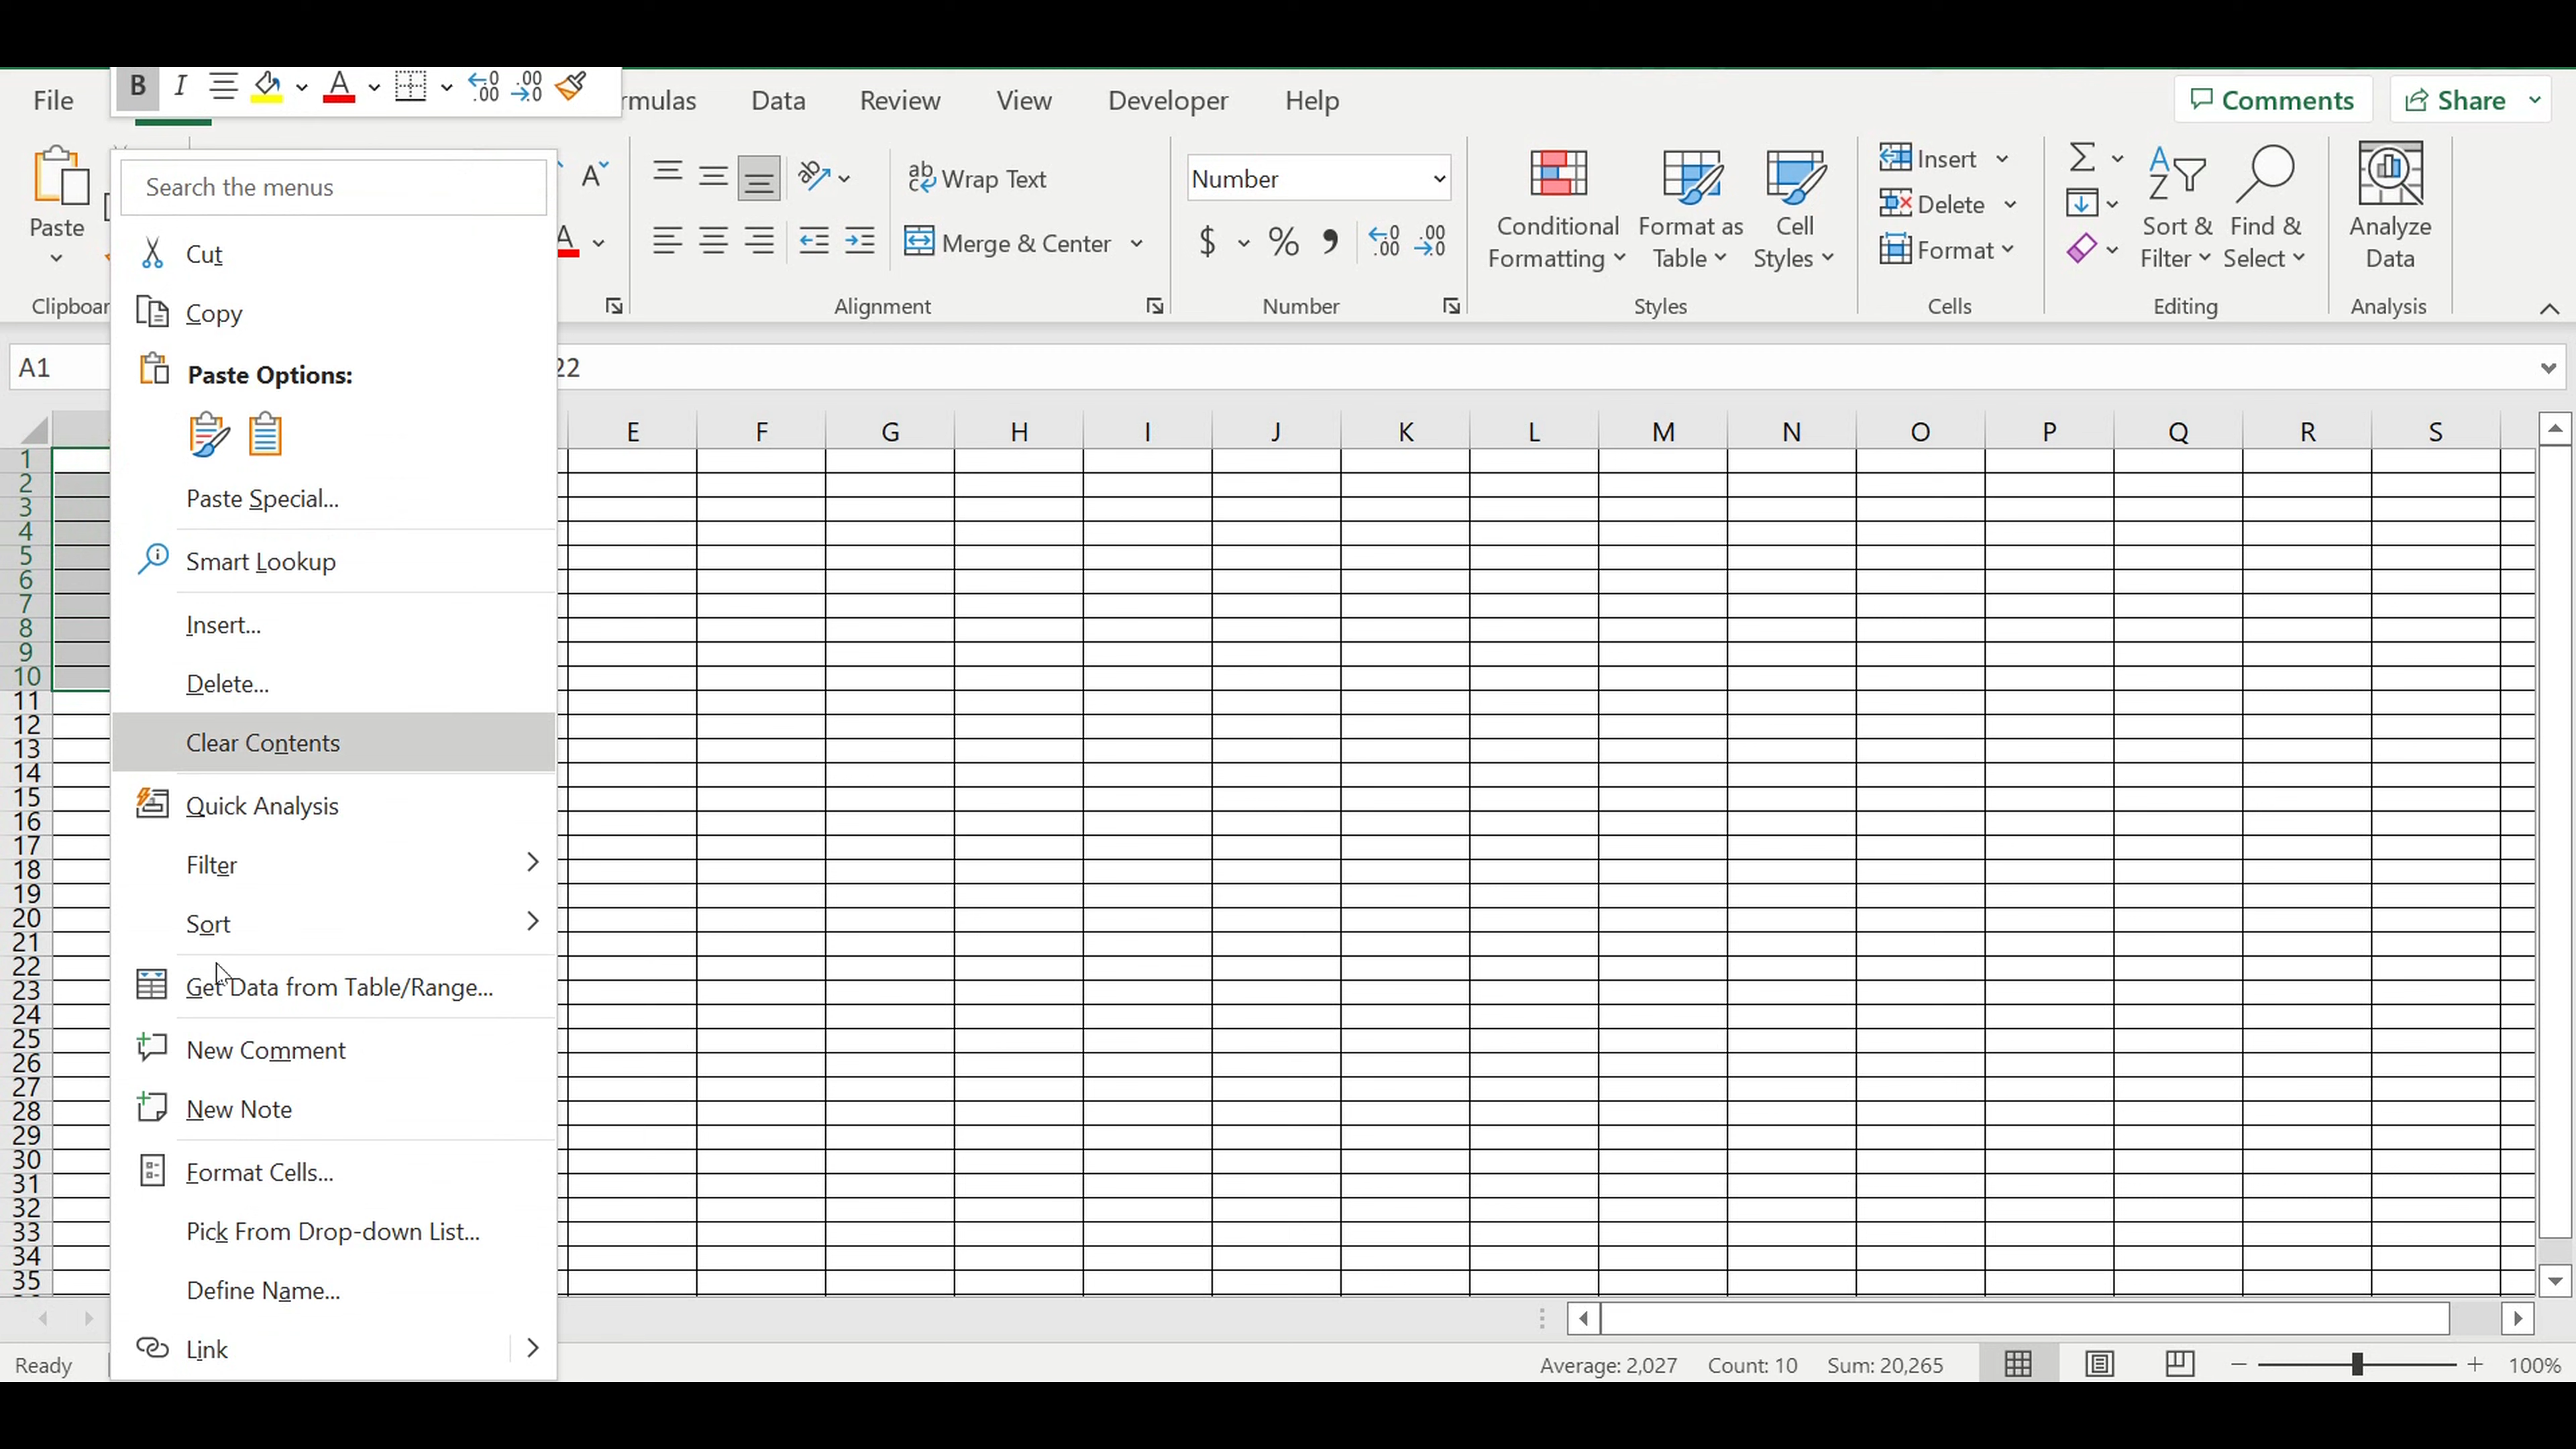 B I
File rmulas Data Review View Developer Help Comments Share
Search the menus
Cut
Copy
Paste Options:
Paste Special...
Smart Lookup
Insert...
Delete...
Clear Contents
Quick Analysis
Filter
Sort
Get Data from Table/Range...
New Comment
New Note
Format Cells...
Pick From Drop-down List...
Define Name...
Link
Paste
Clipboar
Wrap Text
Merge & Center
Alignment
Number
$ % 
Number
Conditional Formatting
Format as Table
Cell Styles
Styles
Insert
Delete
Format
Cells
Sort & Filter
Find & Select
Editing
Analyze Data
Analysis
A1 22
E F G H I J K L M N O P Q R S
1
2
3
4
5
6
7
8
9
10
11
12
13
14
15
16
17
18
19
20
21
22
23
24
25
26
27
28
29
30
31
32
33
34
35
Ready Average: 2,027 Count: 10 Sum: 20,265 100%